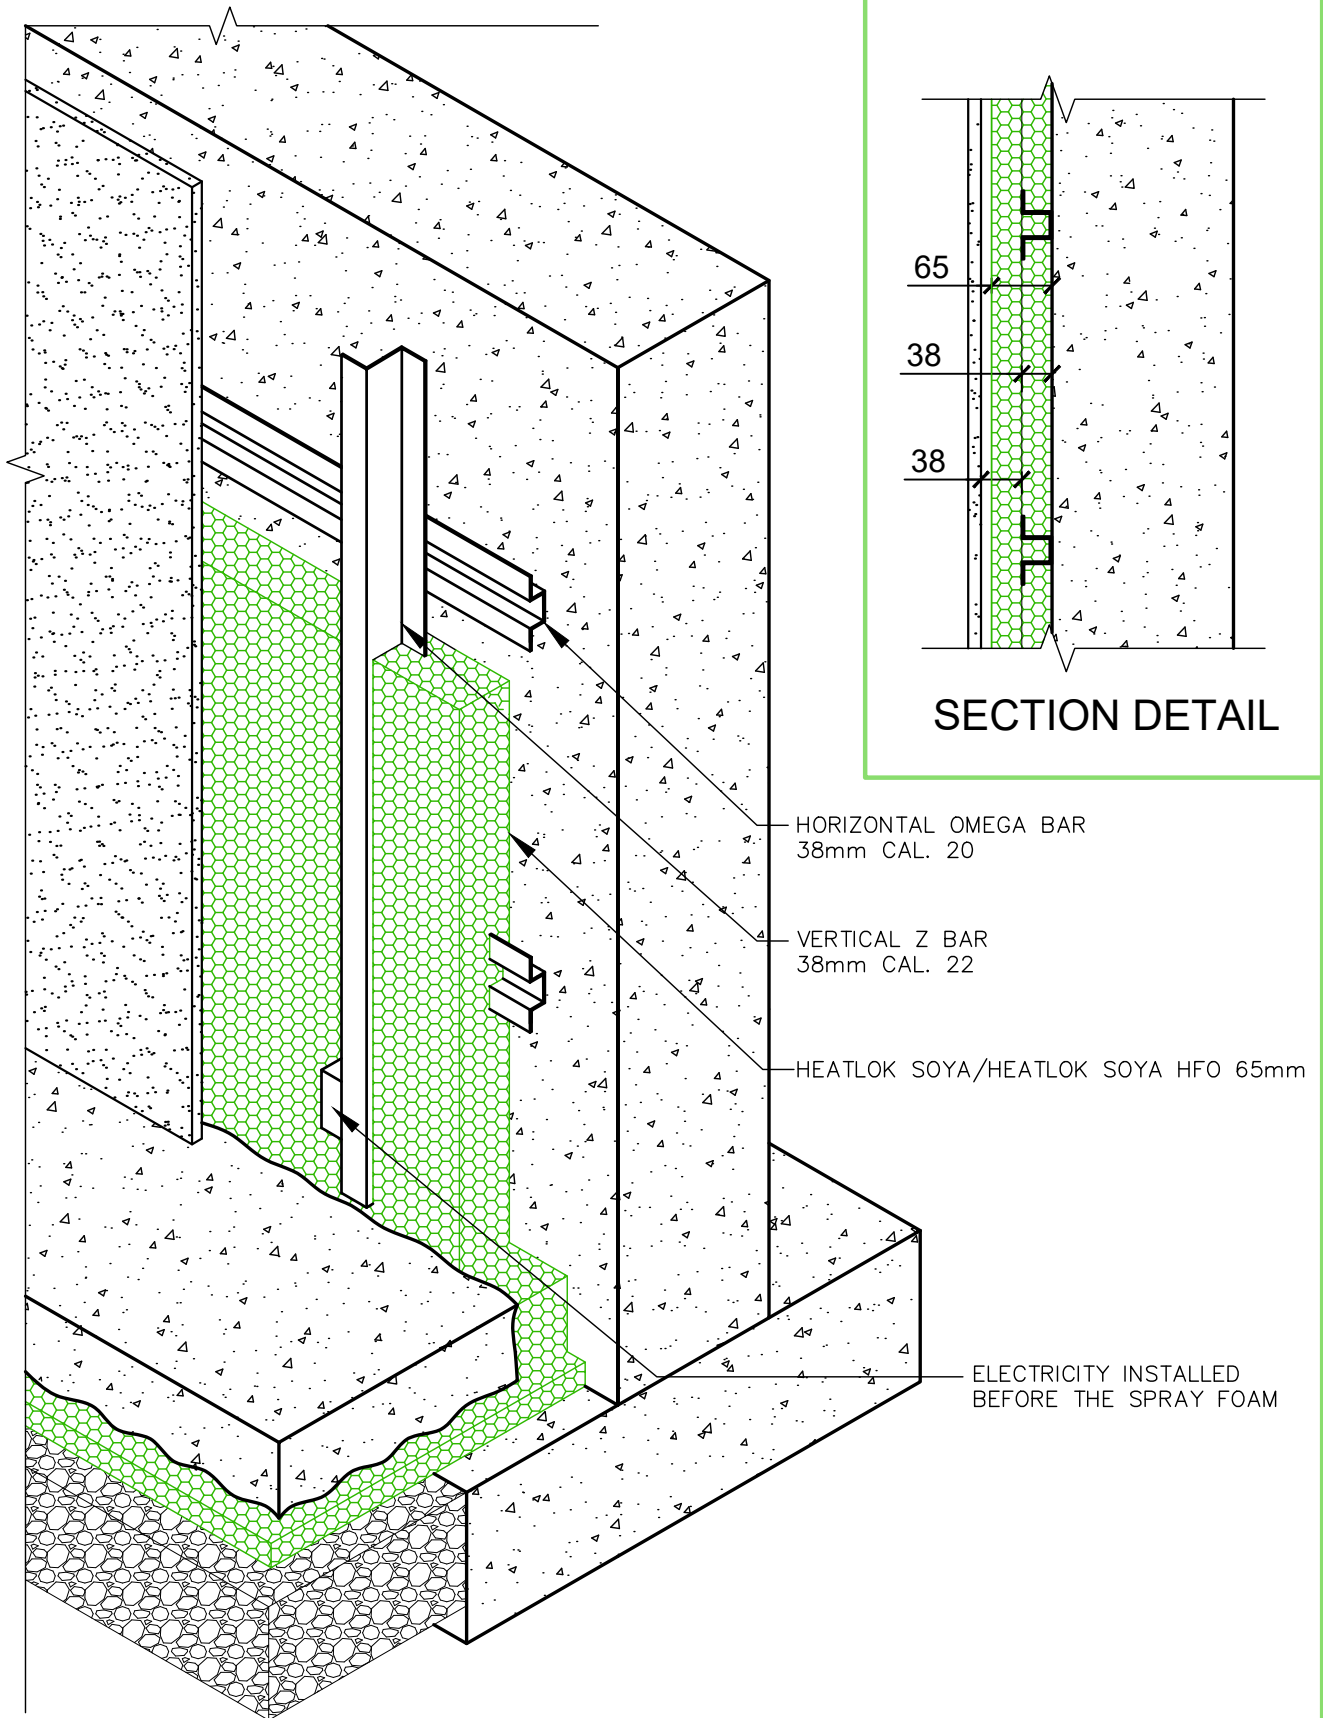 65
38
38
SECTION DETAIL
HORIZONTAL OMEGA BAR
38mm CAL. 20
VERTICAL Z BAR
38mm CAL. 22
HEATLOK SOYA/HEATLOK SOYA HFO 65mm
ELECTRICITY INSTALLED
BEFORE THE SPRAY FOAM